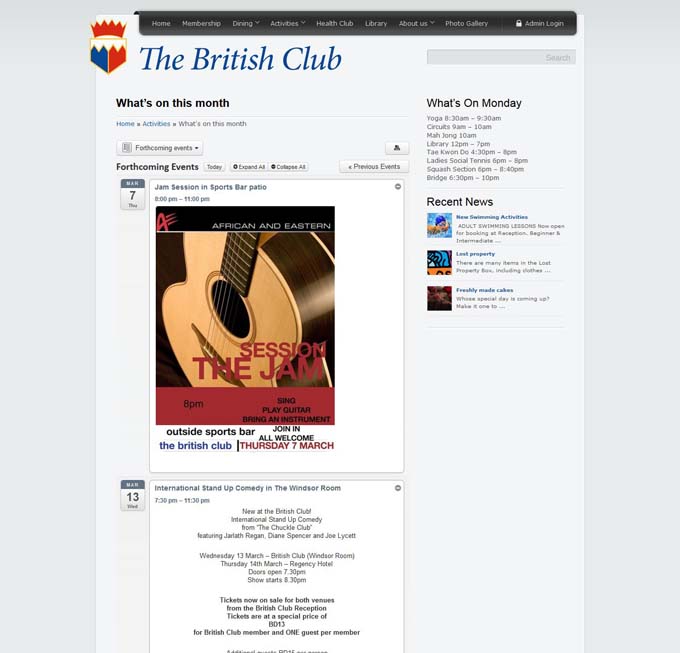 Home Membership Dining Activities Health Club Library About us Photo Gallery Admin Login
The British Club
Search
What's on this month
Home » Activities » What's on this month
Forthcoming events
Forthcoming Events Today Expand All Collapse All « Previous Events
MAR
7
Thu
Jam Session in Sports Bar patio
8:00 pm – 11:00 pm
AFRICAN AND EASTERN
SESSION
THE JAM
8pm
SING
PLAY GUITAR
BRING AN INSTRUMENT
outside sports bar
JOIN IN
ALL WELCOME
the british club
THURSDAY 7 MARCH
MAR
13
Wed
International Stand Up Comedy in The Windsor Room
7:30 pm – 11:30 pm
New at the British Club!
International Stand Up Comedy
from "The Chuckle Club"
featuring Jarlath Regan, Diane Spencer and Joe Lycett
Wednesday 13 March – British Club (Windsor Room)
Thursday 14th March – Regency Hotel
Doors open 7.30pm
Show starts 8.30pm
Tickets now on sale for both venues
from the British Club Reception
Tickets are at a special price of
BD13
for British Club member and ONE guest per member
Additional guests BD15 per person
What's On Monday
Yoga 8:30am – 9:30am
Circuits 9am – 10am
Mah Jong 10am
Library 12pm – 7pm
Tae Kwon Do 4:30pm – 8pm
Ladies Social Tennis 6pm – 8pm
Squash Section 6pm – 8:40pm
Bridge 6:30pm – 10pm
Recent News
New Swimming Activities
ADULT SWIMMING LESSONS Now open
for booking at Reception. Beginner &
Intermediate ...
Lost property
There are many items in the Lost
Property Box, including clothes ...
Freshly made cakes
Whose special day is coming up?
Make it one to ...